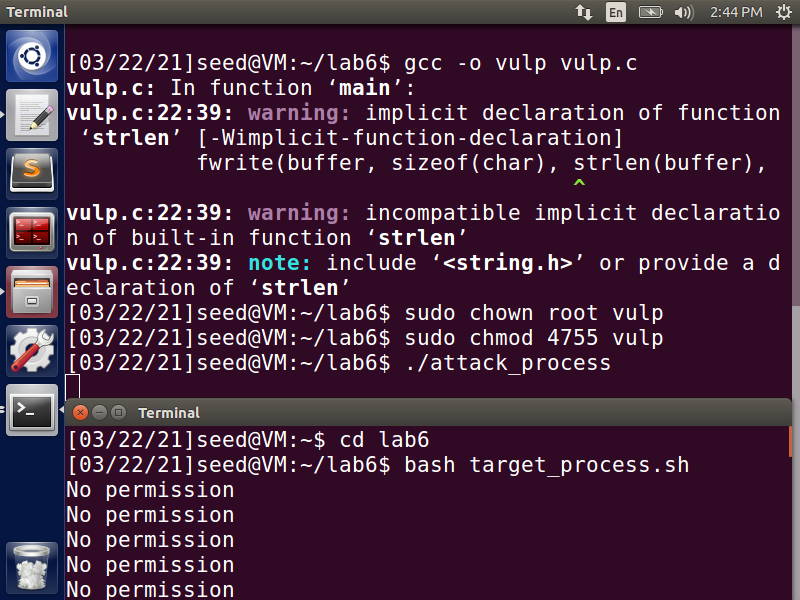 Terminal
En
2:44 PM
[03/22/21]seed@VM:~/lab6$ gcc -o vulp vulp.c
vulp.c: In function ‘main’:
vulp.c:22:39: warning: implicit declaration of function
‘strlen’ [-Wimplicit-function-declaration]
fwrite(buffer, sizeof(char), strlen(buffer),
^
vulp.c:22:39: warning: incompatible implicit declaratio
n of built-in function ‘strlen’
vulp.c:22:39: note: include ‘<string.h>’ or provide a d
eclaration of ‘strlen’
[03/22/21]seed@VM:~/lab6$ sudo chown root vulp
[03/22/21]seed@VM:~/lab6$ sudo chmod 4755 vulp
[03/22/21]seed@VM:~/lab6$ ./attack_process
Terminal
[03/22/21]seed@VM:~$ cd lab6
[03/22/21]seed@VM:~/lab6$ bash target_process.sh
No permission
No permission
No permission
No permission
No permission